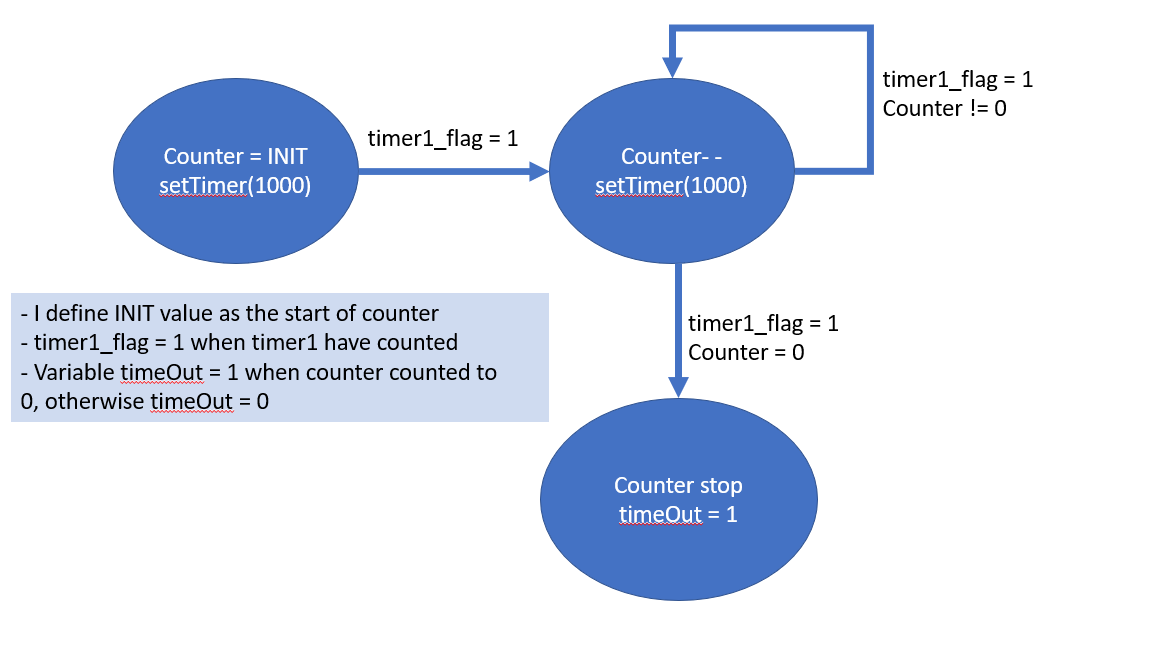 timer1_flag = 1
Counter != 0
timer1_flag = 1
Counter = INIT
setTimer(1000)
Counter- -
setTimer(1000)
- I define INIT value as the start of counter
- timer1_flag = 1 when timer1 have counted
- Variable timeOut = 1 when counter counted to
0, otherwise timeOut = 0
timer1_flag = 1
Counter = 0
Counter stop
timeOut = 1